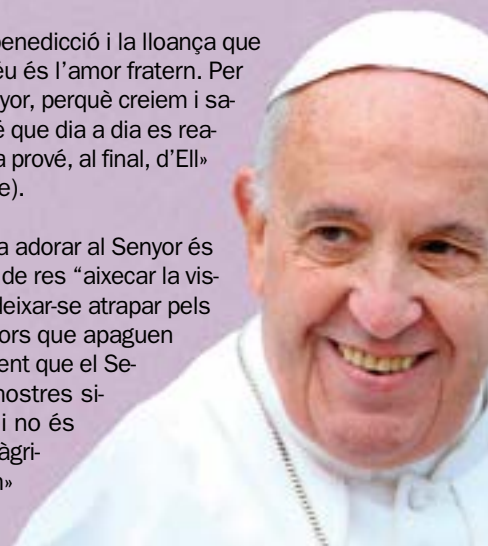 benedicció i la lloança que
éu és l'amor fratern. Per
yor, perquè creiem i sa-
é que dia a dia es rea-
a prové, al final, d'Ell»
e).
a adorar al Senyor és
de res “aixecar la vis-
deixar-se atrapar pels
ors que apaguen
ent que el Se-
nostres si-
i no és
àgri-
n»